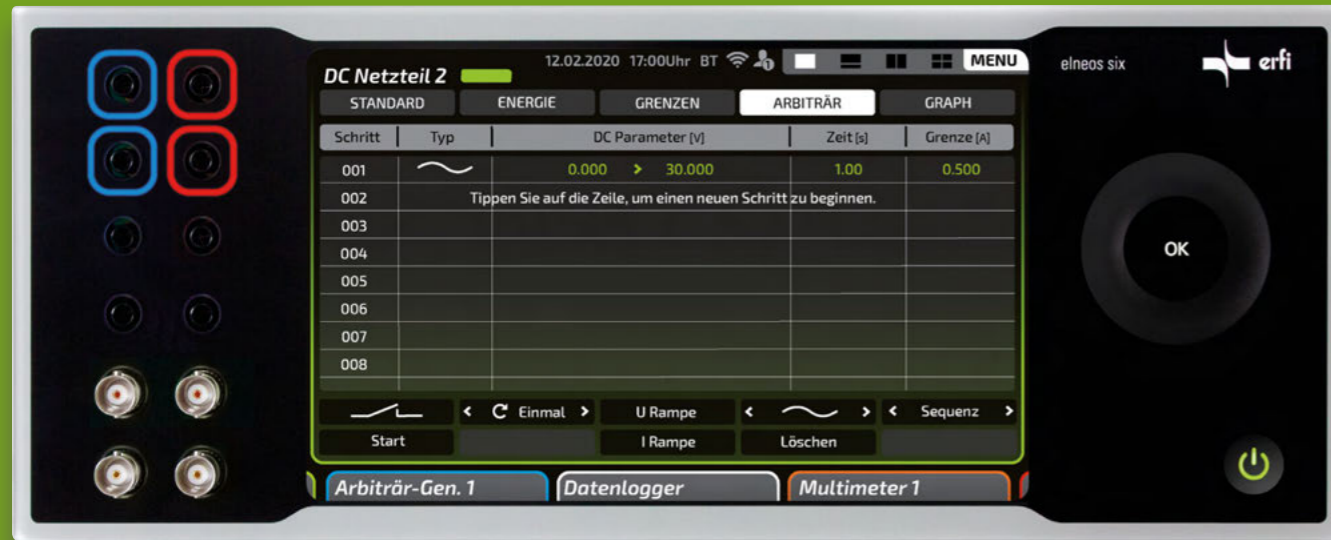 12.02.2020 17:00Uhr BT MENU
DC Netzteil 2
STANDARD ENERGIE GRENZEN ARBITRÄR GRAPH
Schritt Typ DC Parameter [V] Zeit [s] Grenze [A]
001 0.000 > 30.000 1.00 0.500
002 Tippen Sie auf die Zeile, um einen neuen Schritt zu beginnen.
003
004
005
006
007
008
< Einmal > U Rampe < > < Sequenz >
Start I Rampe Löschen
Arbiträr-Gen. 1 Datenlogger Multimeter 1
elneos six erfi
OK